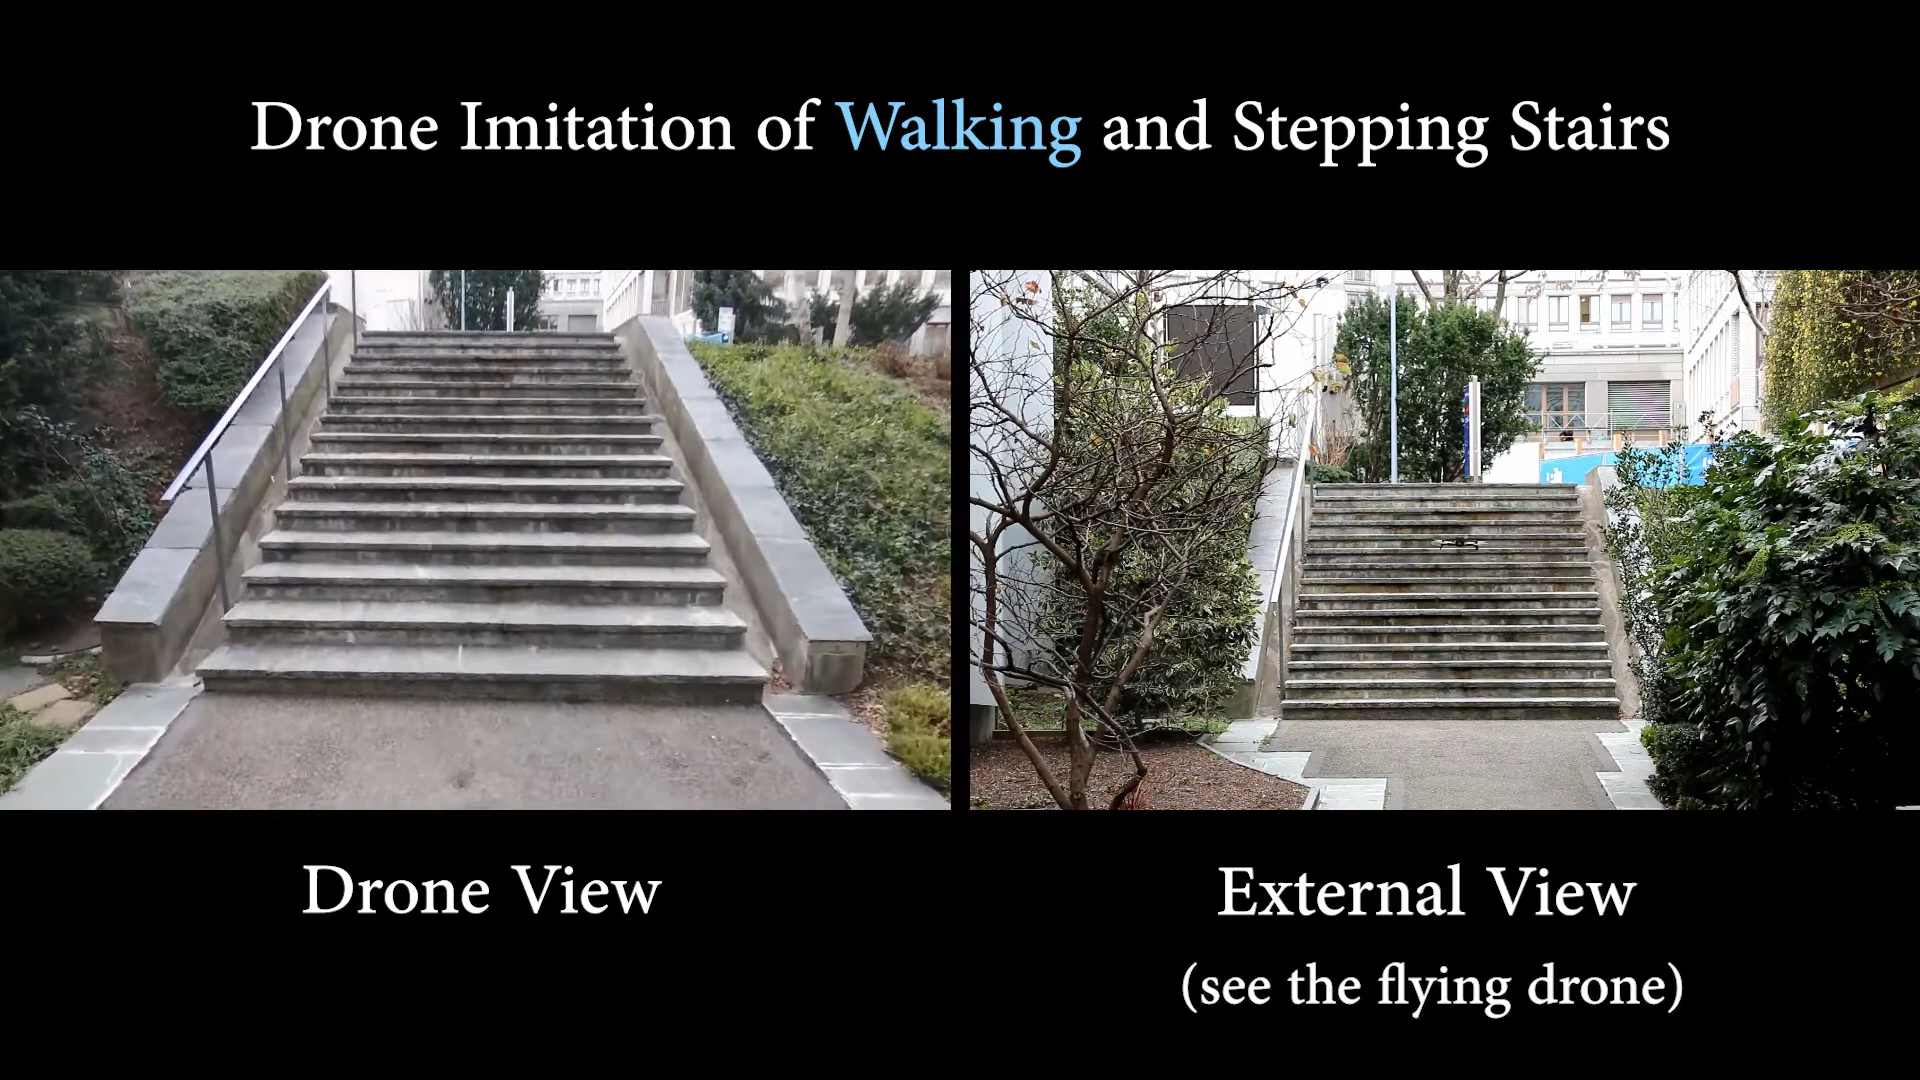 Drone Imitation of Walking and Stepping Stairs
Drone View
External View
(see the flying drone)